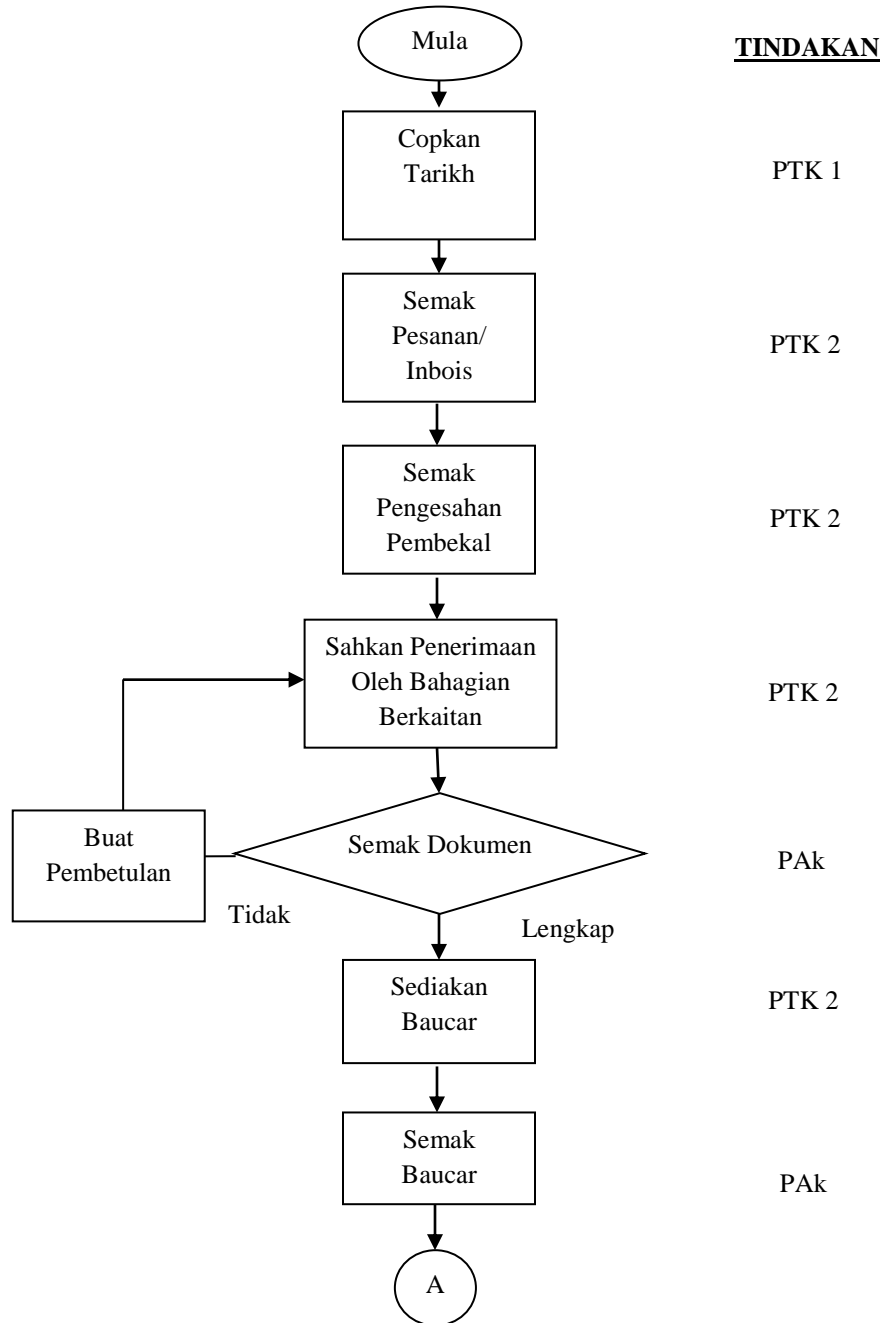 Mula
TINDAKAN
Copkan
Tarikh
PTK 1
Semak
Pesanan/
Inbois
PTK 2
Semak
Pengesahan
Pembekal
PTK 2
Sahkan Penerimaan
Oleh Bahagian
Berkaitan
PTK 2
Buat
Pembetulan
Semak Dokumen
PAk
Tidak
Lengkap
Sediakan
Baucar
PTK 2
Semak
Baucar
PAk
A